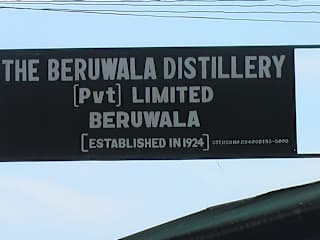 THE BERUWALA DISTILLERY
[Pvt] LIMITED
BERUWALA
[ESTABLISHED IN 1924]